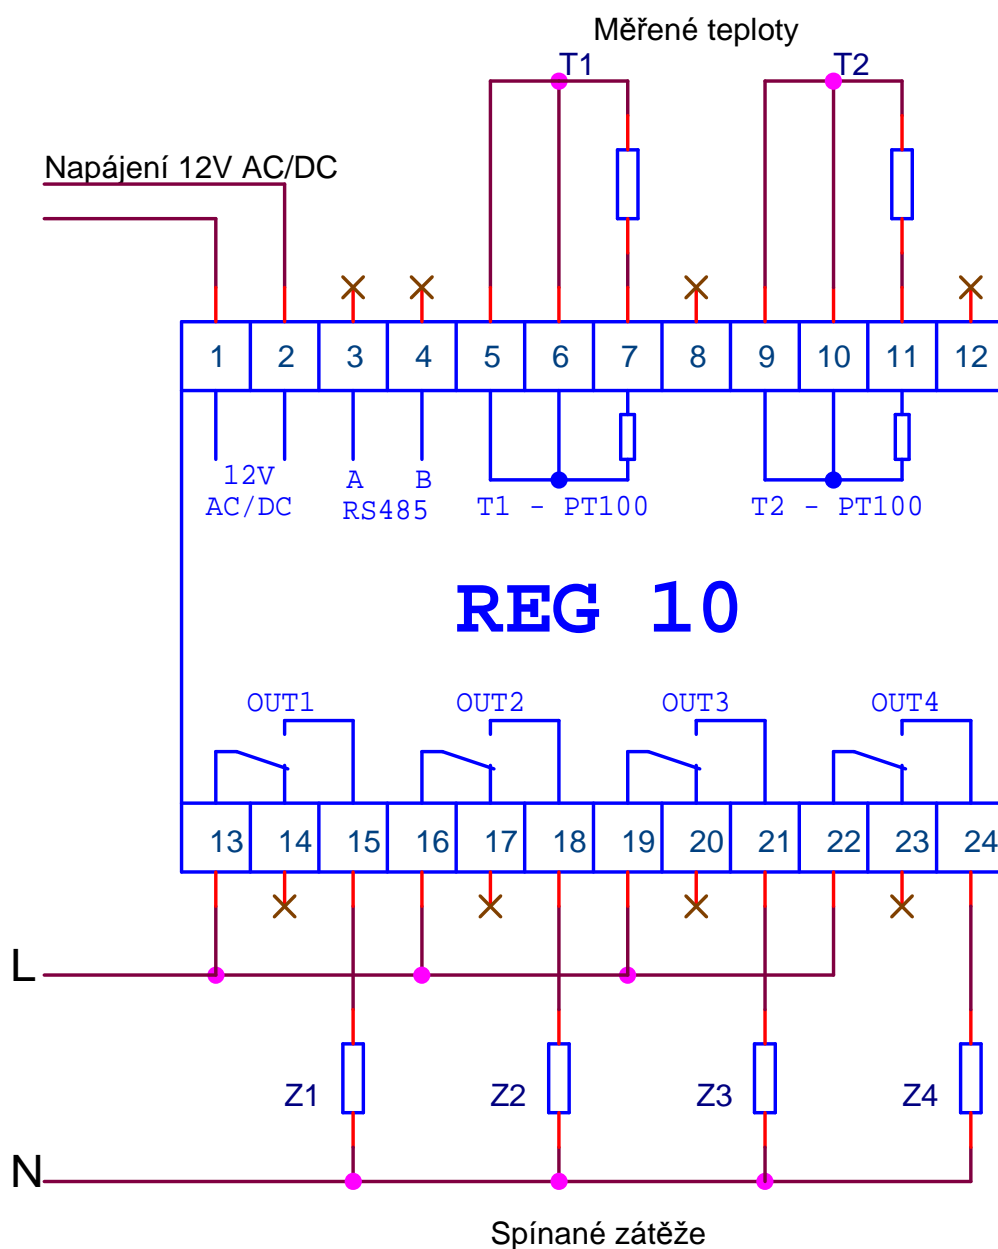 Měřené teploty
T1 T2
Napájení 12V AC/DC
1 2 3 4 5 6 7 8 9 10 11 12
12V
AC/DC
A B
RS485
T1 - PT100
T2 - PT100
REG 10
OUT1 OUT2 OUT3 OUT4
13 14 15 16 17 18 19 20 21 22 23 24
L
Z1 Z2 Z3 Z4
N
Spínané zátěže